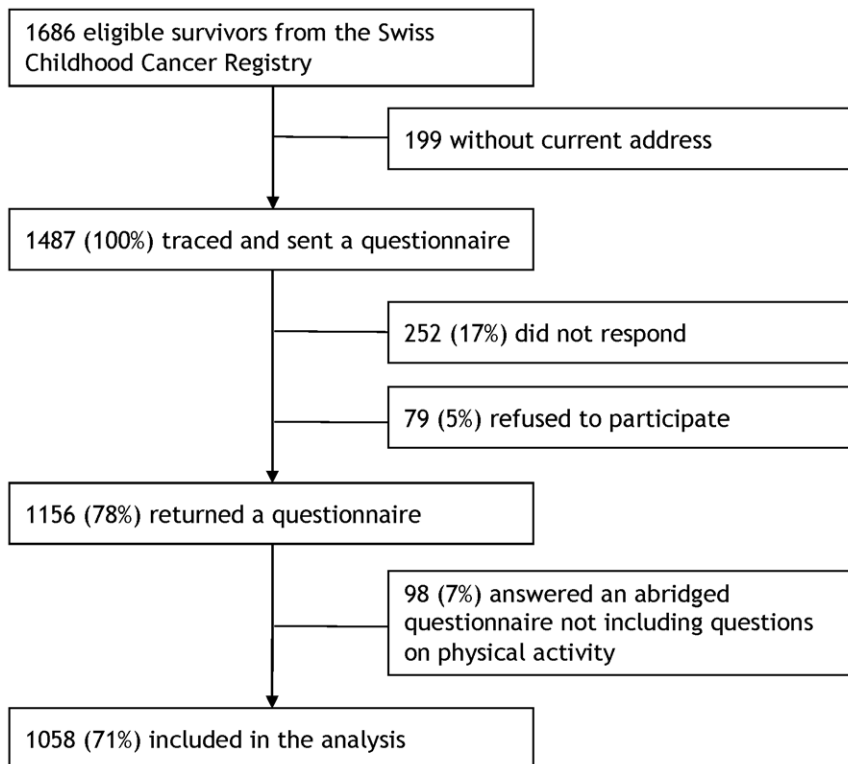 1686 eligible survivors from the Swiss
Childhood Cancer Registry
199 without current address
1487 (100%) traced and sent a questionnaire
252 (17%) did not respond
79 (5%) refused to participate
1156 (78%) returned a questionnaire
98 (7%) answered an abridged
questionnaire not including questions
on physical activity
1058 (71%) included in the analysis